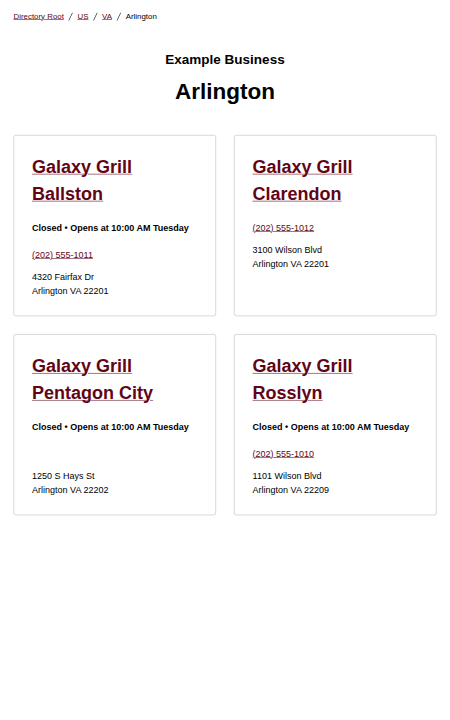 Directory Root / US / VA / Arlington
Example Business
Arlington
Galaxy Grill
Ballston
Closed • Opens at 10:00 AM Tuesday
(202) 555-1011
4320 Fairfax Dr
Arlington VA 22201
Galaxy Grill
Clarendon
(202) 555-1012
3100 Wilson Blvd
Arlington VA 22201
Galaxy Grill
Pentagon City
Closed • Opens at 10:00 AM Tuesday
1250 S Hays St
Arlington VA 22202
Galaxy Grill
Rosslyn
Closed • Opens at 10:00 AM Tuesday
(202) 555-1010
1101 Wilson Blvd
Arlington VA 22209